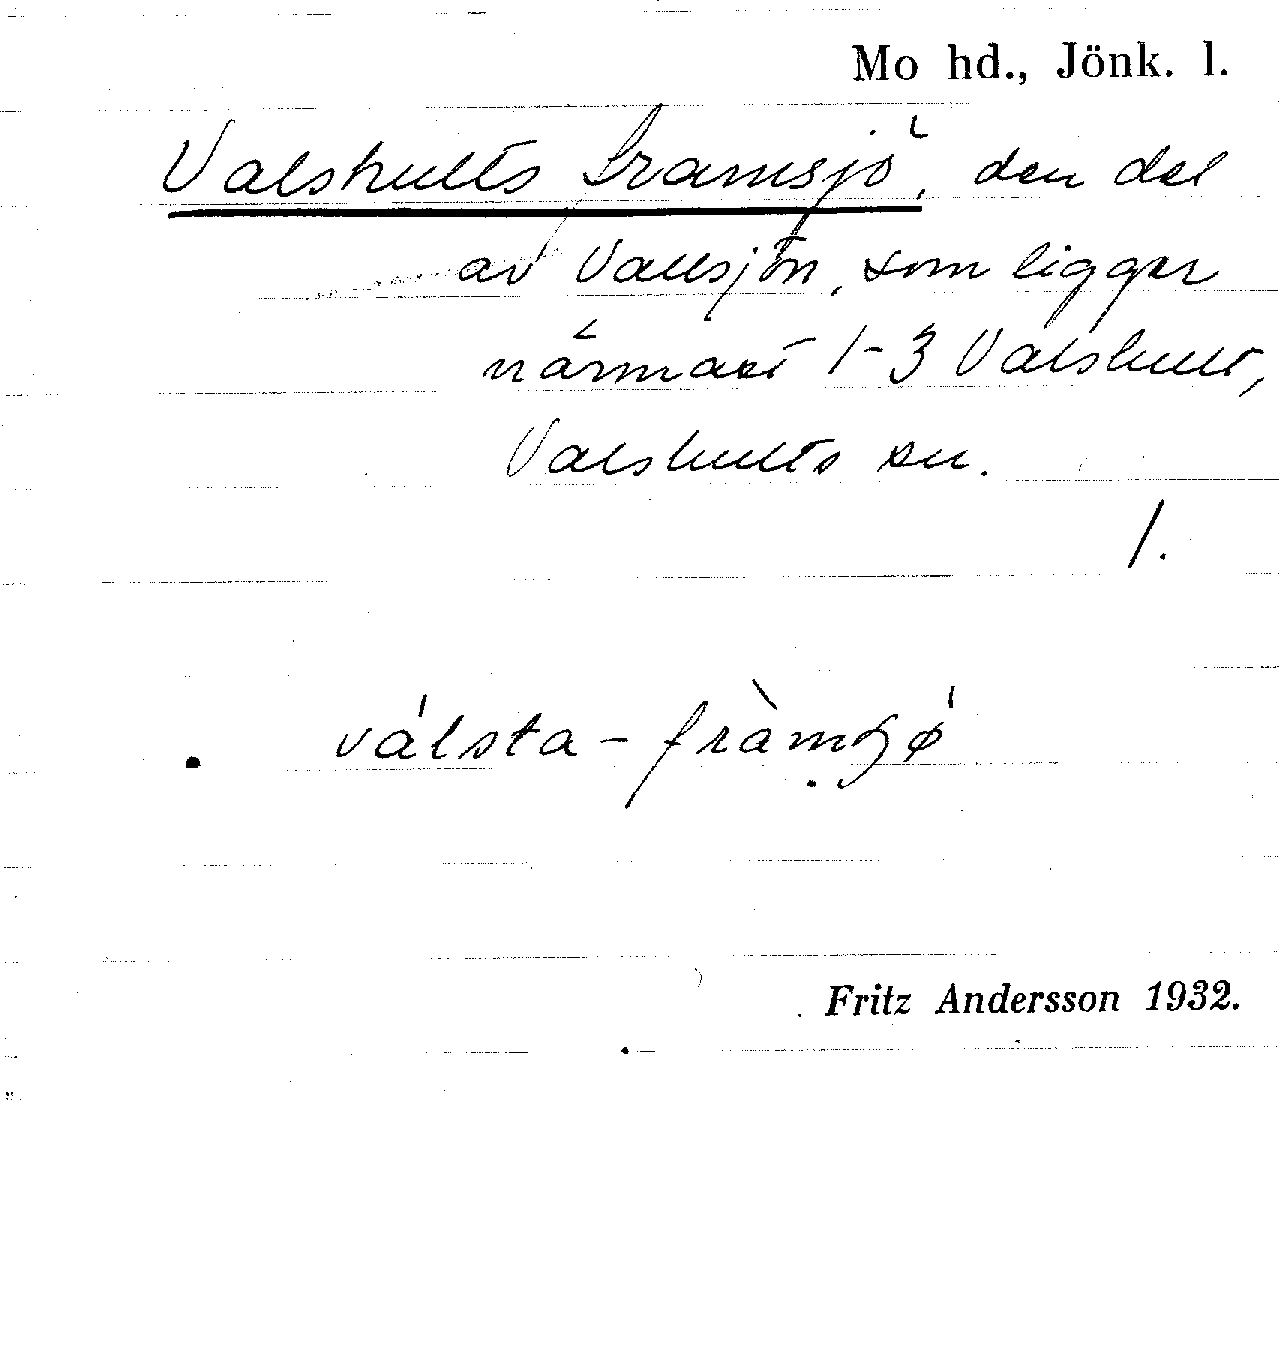 Mo hd., Jönk. l.
Valshults framsjö, den del
av Vallsjön, som ligger
närmast 1-3 Valshult,
Valshults sn.
1.
válsta-fràmʒǿ
Fritz Andersson 1932.